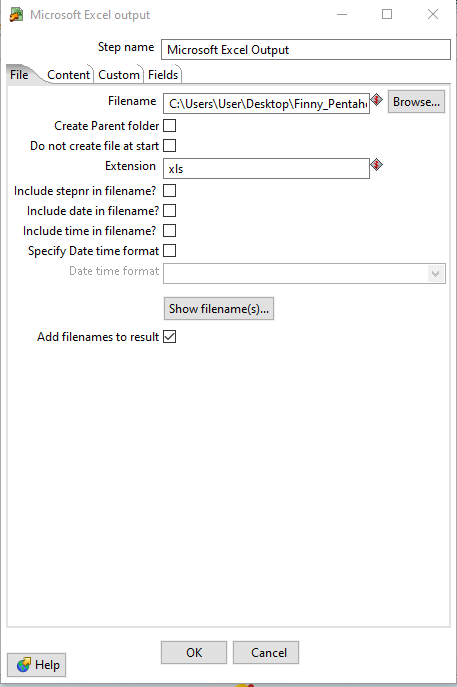 Microsoft Excel output
Step name Microsoft Excel Output
File Content Custom Fields
Filename C:\Users\User\Desktop\Finny_Pentaho Browse...
Create Parent folder
Do not create file at start
Extension xls
Include stepnr in filename?
Include date in filename?
Include time in filename?
Specify Date time format
Date time format
Show filename(s)...
Add filenames to result
OK Cancel
Help